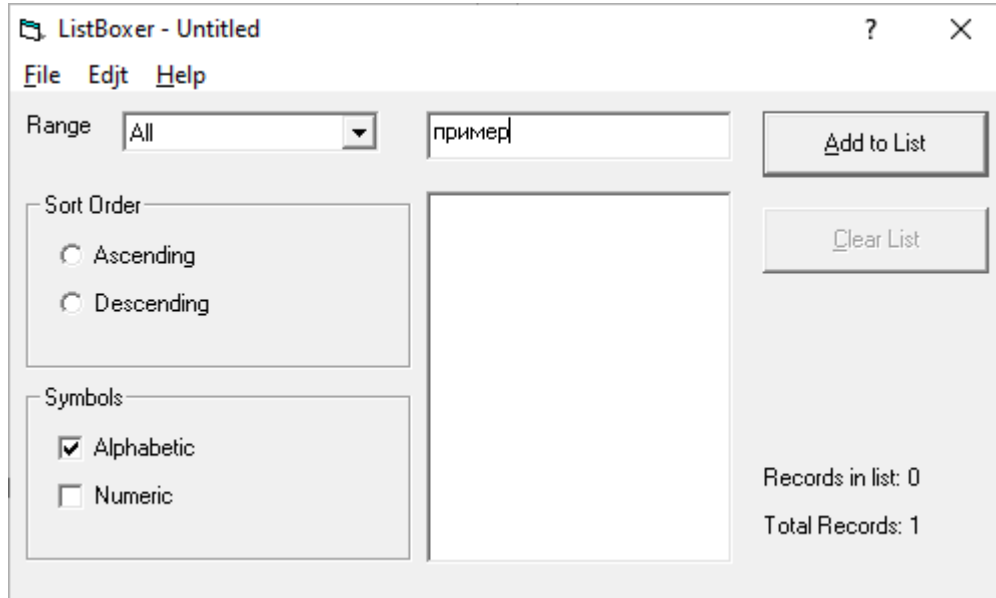 ListBoxer - Untitled
?
File Edjt Help
Range All пример Add to List
Sort Order
Clear List
Ascending
Descending
Symbols
Alphabetic
Numeric
Records in list: 0
Total Records: 1